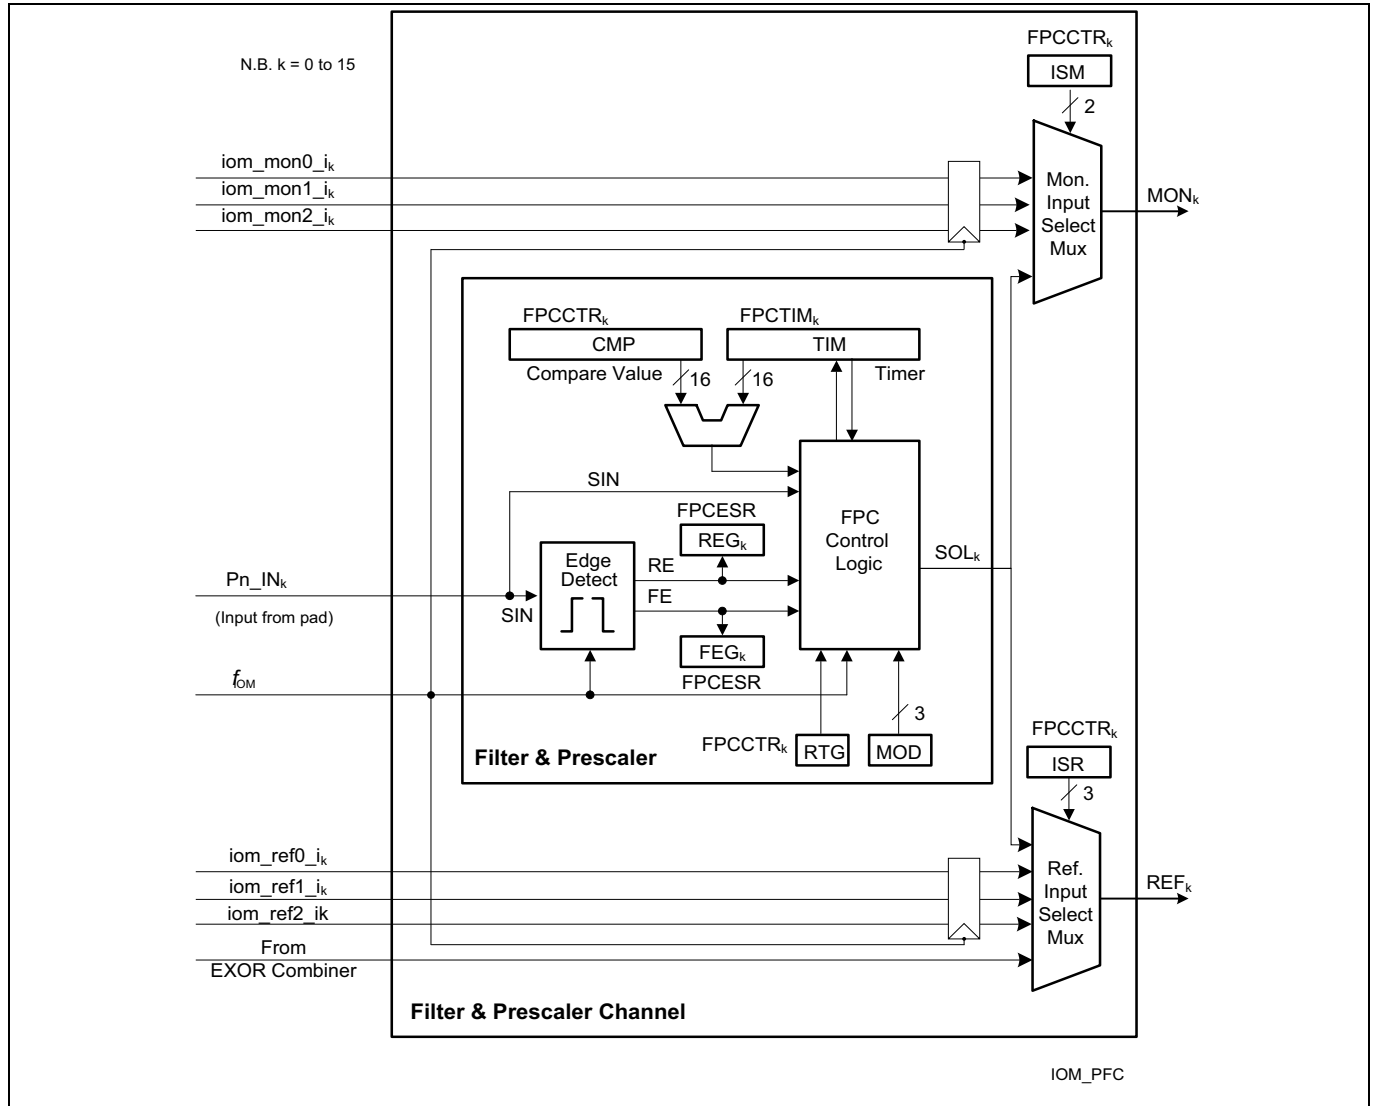 N.B. k = 0 to 15
FPCCTRk
ISM
2
iom_mon0_ik
iom_mon1_ik
iom_mon2_ik
Mon.
Input
Select
Mux
MONk
FPCCTRk
CMP
Compare Value
16
FPCTIMk
TIM
16
Timer
SIN
FPCESR
REGk
FPC
Control
Logic
SOLk
Edge
Detect
RE
FE
Pn_INk
(Input from pad)
SIN
FEGk
FPCESR
fIOM
3
FPCCTRk
RTG
MOD
Filter & Prescaler
FPCCTRk
ISR
3
iom_ref0_ik
iom_ref1_ik
iom_ref2_ik
From
EXOR Combiner
Ref.
Input
Select
Mux
REFk
Filter & Prescaler Channel
IOM_PFC